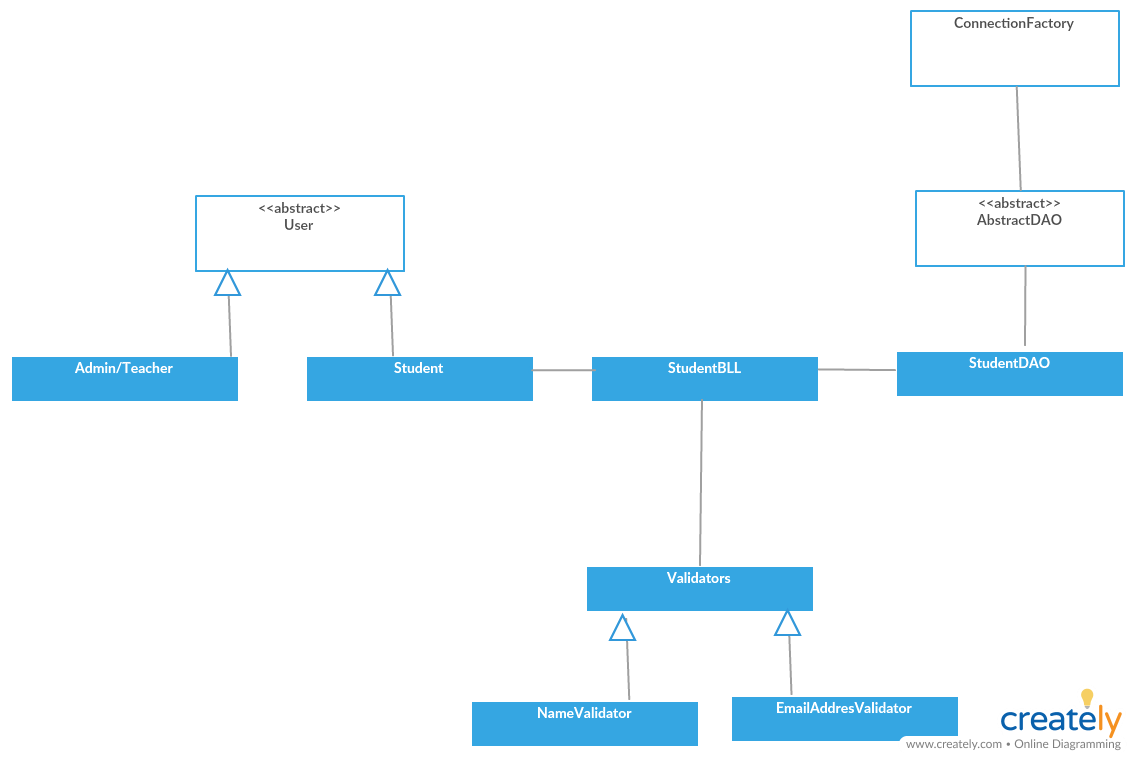 ConnectionFactory
<<abstract>>
User
<<abstract>>
AbstractDAO
Admin/Teacher
Student
StudentBLL
StudentDAO
Validators
NameValidator
EmailAddresValidator
creately
www.creately.com • Online Diagramming